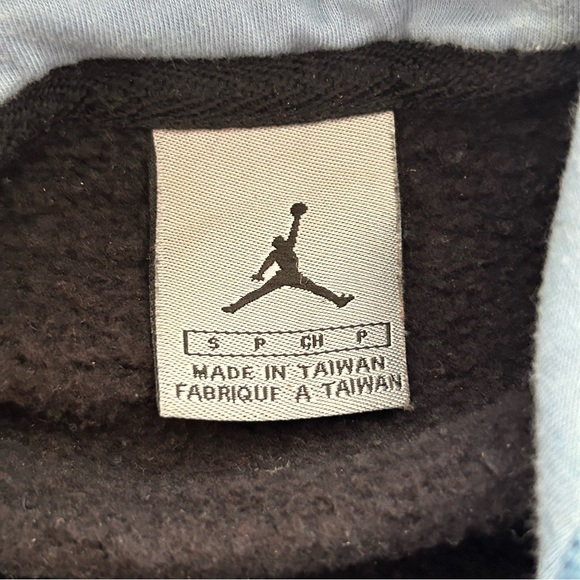 S P CH P
MADE IN TAIWAN
FABRIQUE A TAIWAN